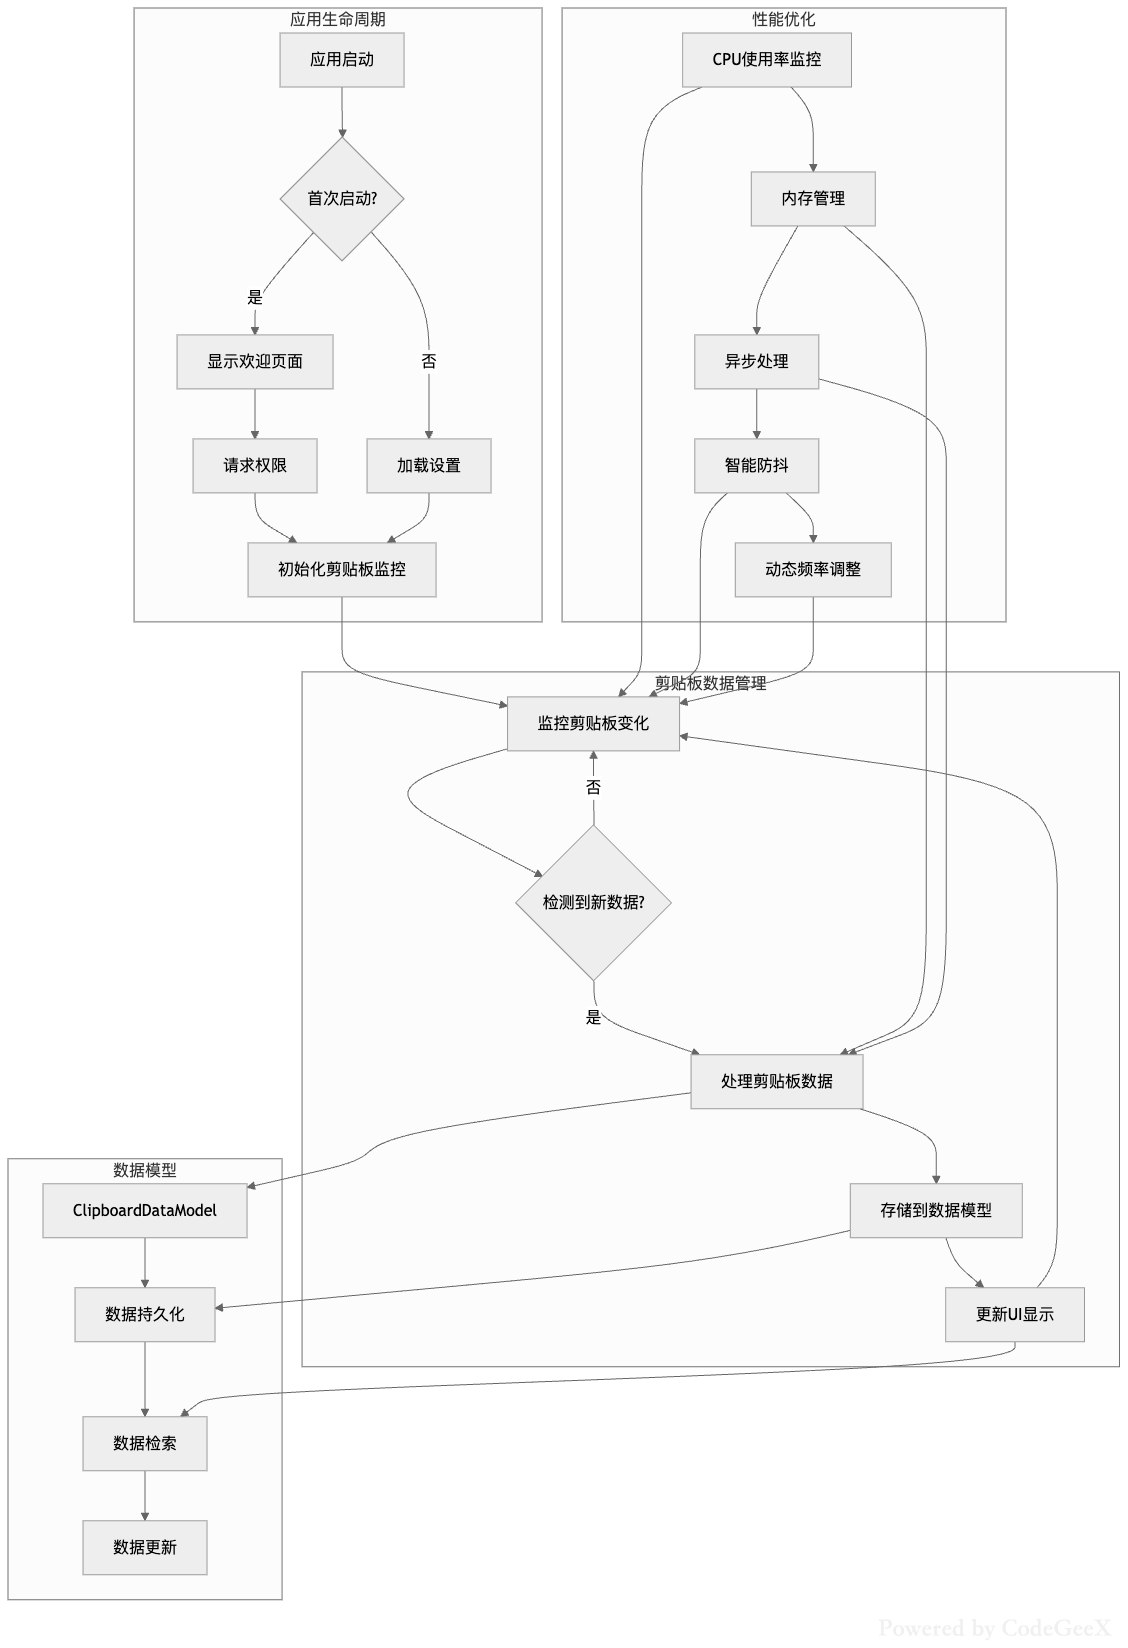 应用生命周期
应用启动
首次启动?
是
否
显示欢迎页面
请求权限
加载设置
初始化剪贴板监控
性能优化
CPU使用率监控
内存管理
异步处理
智能防抖
动态频率调整
剪贴板数据管理
监控剪贴板变化
否
检测到新数据?
是
处理剪贴板数据
存储到数据模型
更新UI显示
数据模型
ClipboardDataModel
数据持久化
数据检索
数据更新
Powered by CodeGeeX